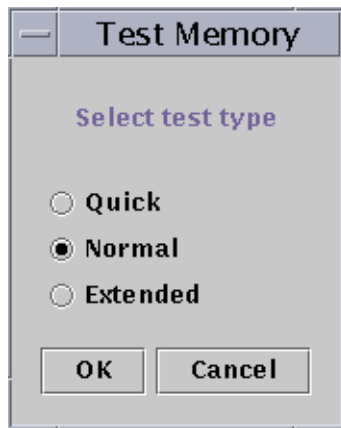 Test Memory
Select test type
Quick
Normal
Extended
OK Cancel